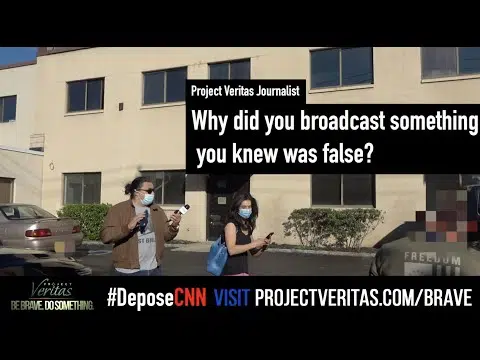 Project Veritas Journalist
Why did you broadcast something
you knew was false?
FREEDOM
PROJECT
Veritas
BE BRAVE. DO SOMETHING.
#DeposeCNN VISIT PROJECTVERITAS.COM/BRAVE